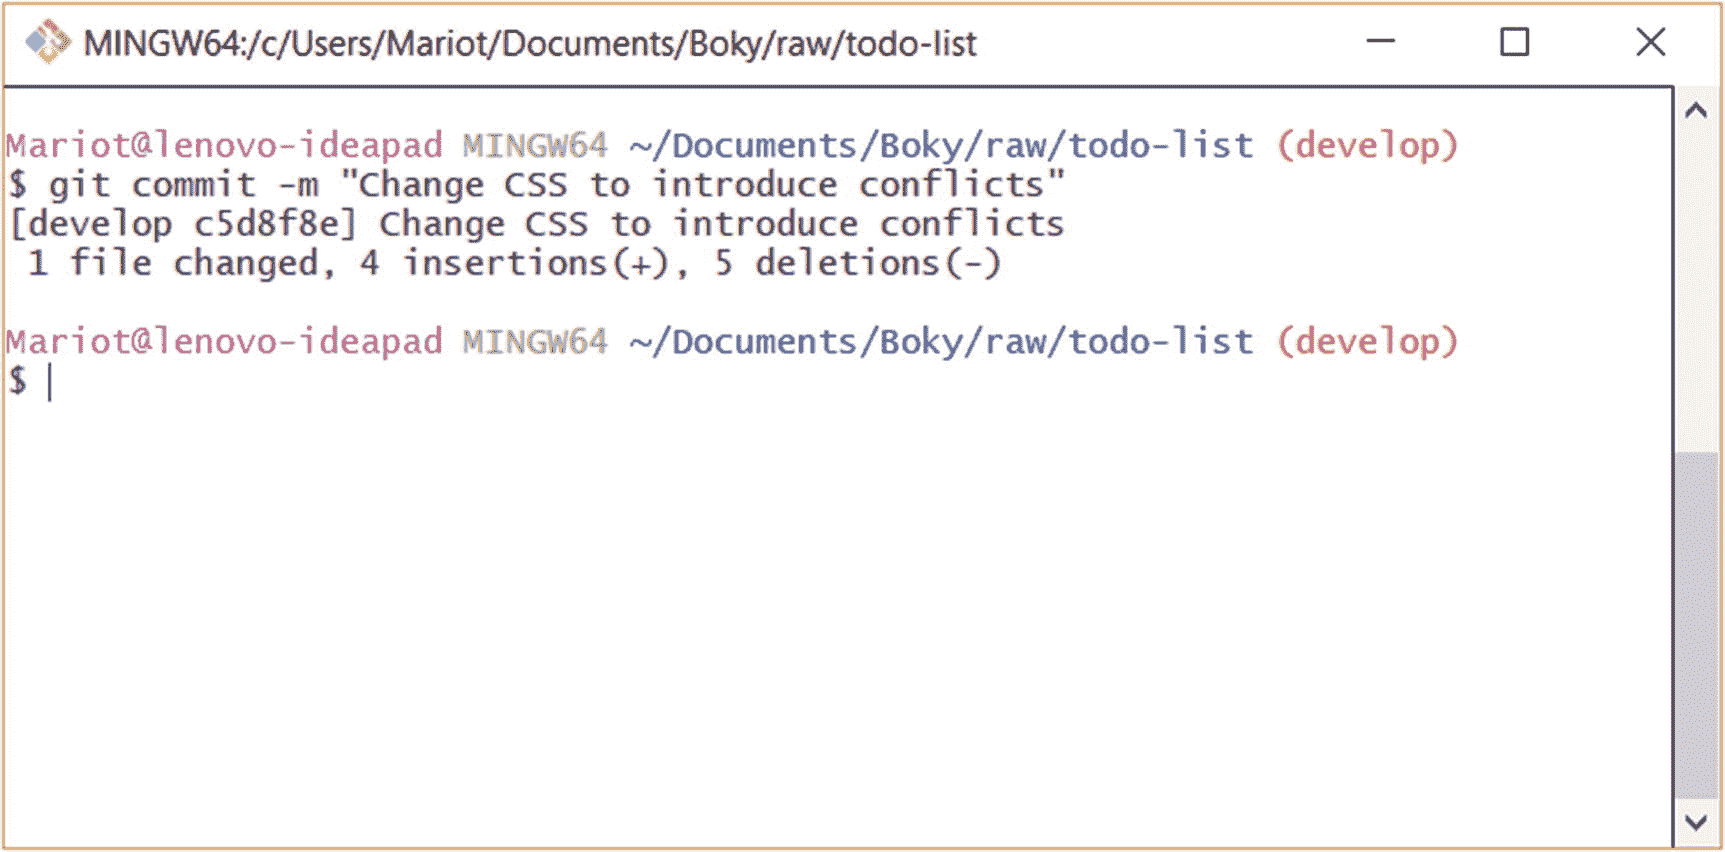 MINGW64:/c/Users/Mariot/Documents/Boky/raw/todo-list
Mariot@lenovo-ideapad MINGW64 ~/Documents/Boky/raw/todo-list (develop)
$ git commit -m "Change CSS to introduce conflicts"
[develop c5d8f8e] Change CSS to introduce conflicts
 1 file changed, 4 insertions(+), 5 deletions(-)
Mariot@lenovo-ideapad MINGW64 ~/Documents/Boky/raw/todo-list (develop)
$